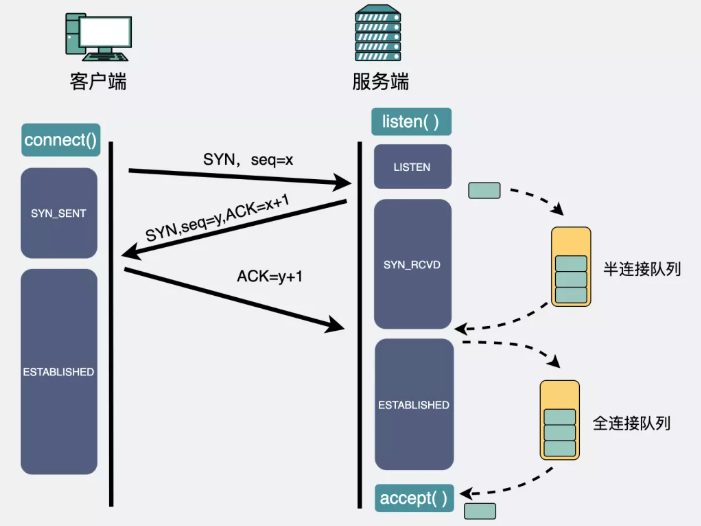 客户端
服务端
connect()
listen( )
SYN，seq=x
LISTEN
SYN_SENT
SYN,seq=y,ACK=x+1
SYN_RCVD
半连接队列
ACK=y+1
ESTABLISHED
ESTABLISHED
全连接队列
accept( )